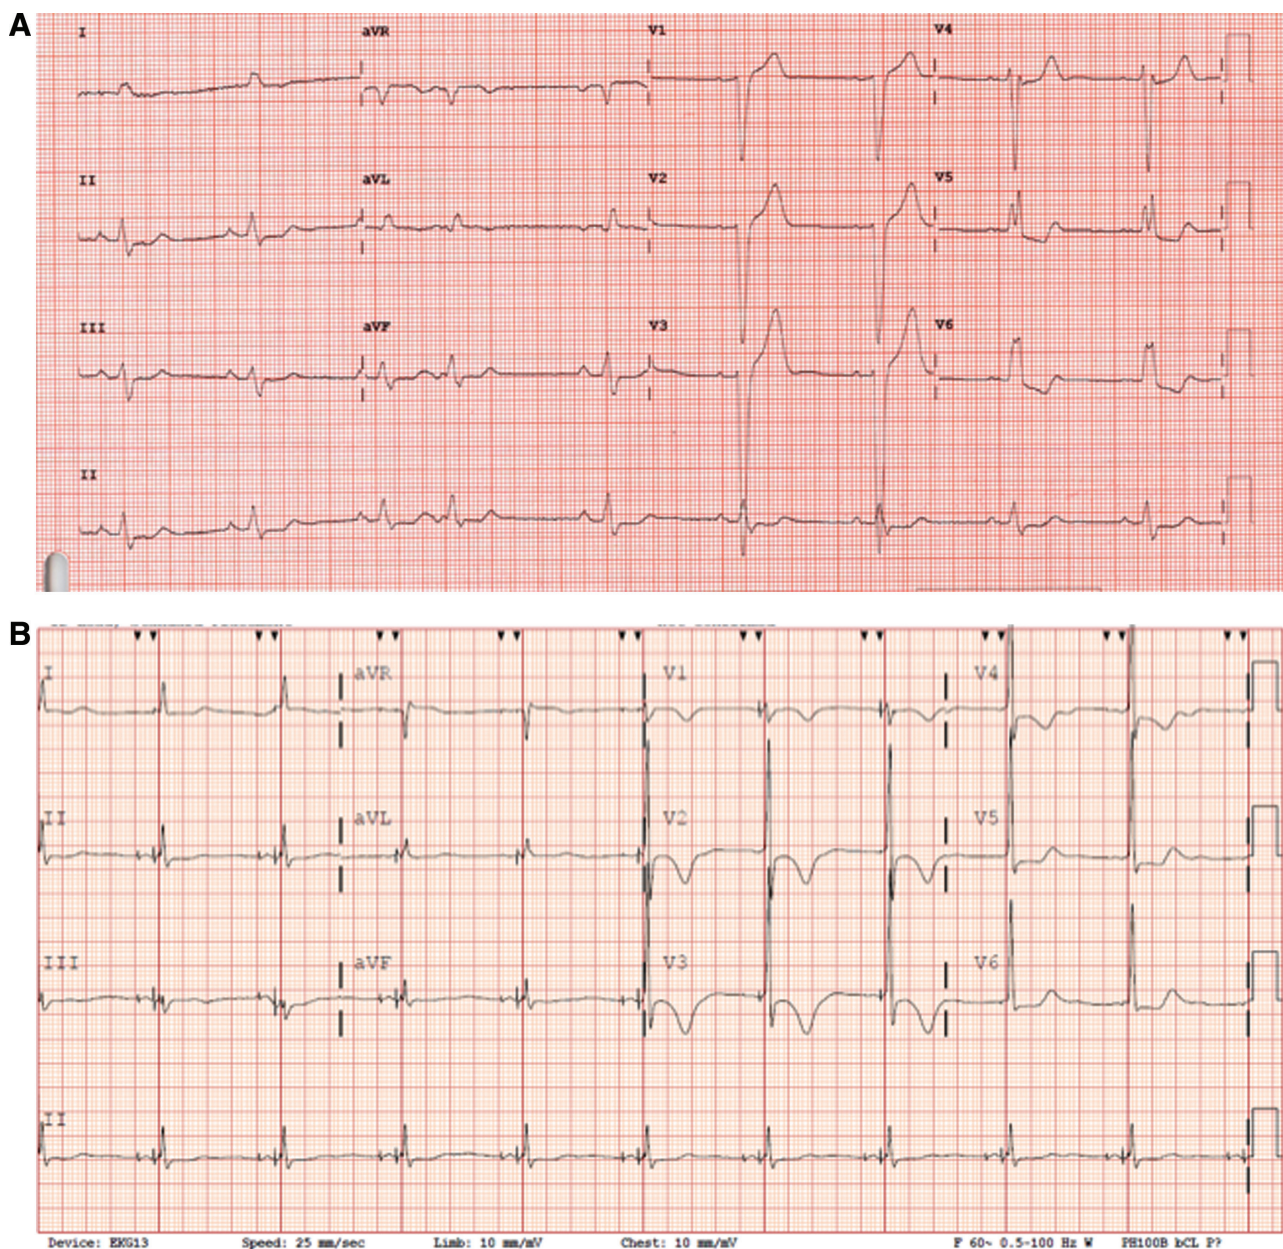 A
I aVR V1 V4
II aVL V2 V5
III aVF V3 V6
II
B
I aVR V1 V4
II aVL V2 V5
III aVF V3 V6
II
Device: EKG13 Speed: 25 mm/sec Limb: 10 mm/mV Chest: 10 mm/mV F 60~ 0.5-100 Hz W PH100B bCL P?